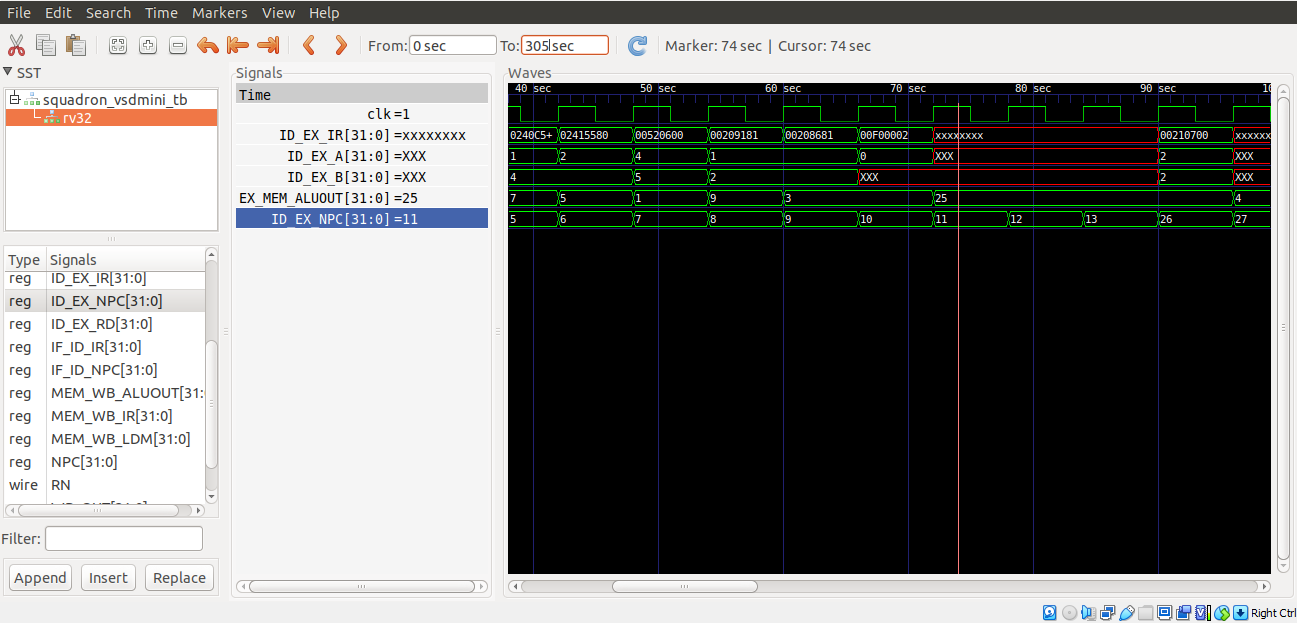 File Edit Search Time Markers View Help
From: 0 sec To: 305 sec Marker: 74 sec | Cursor: 74 sec
SST
squadron_vsdmini_tb
rv32
Type Signals
reg ID_EX_IR[31:0]
reg ID_EX_NPC[31:0]
reg ID_EX_RD[31:0]
reg IF_ID_IR[31:0]
reg IF_ID_NPC[31:0]
reg MEM_WB_ALUOUT[31:
reg MEM_WB_IR[31:0]
reg MEM_WB_LDM[31:0]
reg NPC[31:0]
wire RN
Filter:
Append Insert Replace
Signals
Time
clk=1
ID_EX_IR[31:0]=xxxxxxxx
ID_EX_A[31:0]=XXX
ID_EX_B[31:0]=XXX
EX_MEM_ALUOUT[31:0]=25
ID_EX_NPC[31:0]=11
Waves
40 sec 50 sec 60 sec 70 sec 80 sec 90 sec 10
0240C5+ 02415580 00520600 00209181 00208681 00F00002 xxxxxxxx 00210700 xxxxxx
1 2 4 1 0 XXX 2 XXX
4 5 2 XXX 2 XXX
7 5 1 9 3 25 4
5 6 7 8 9 10 11 12 13 26 27
Right Ctrl